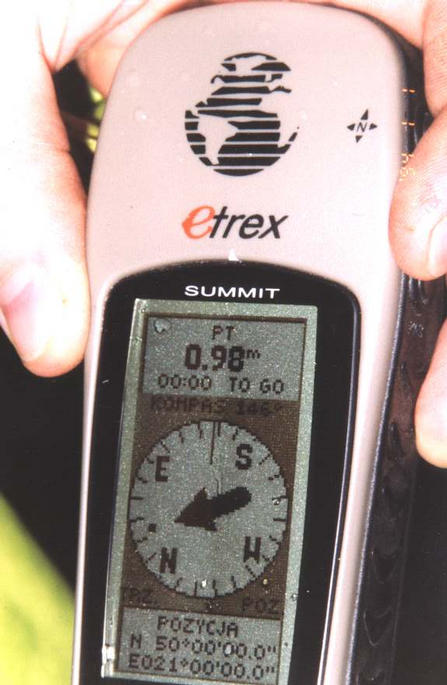 N
etrex
SUMMIT
PT
0.98m
00:00 TO GO
KOMPAS 146°
E S
N W
POZ
POZYCJA
N 50°00'00.0"
E021°00'00.0"